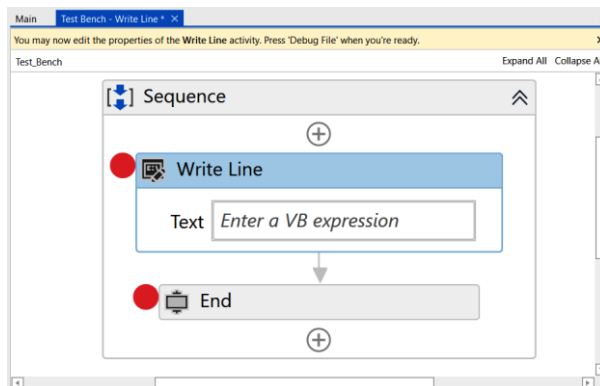 Main Test Bench - Write Line * ×
You may now edit the properties of the Write Line activity. Press 'Debug File' when you're ready.
Test_Bench Expand All Collapse A
Sequence
Write Line
Text Enter a VB expression
End